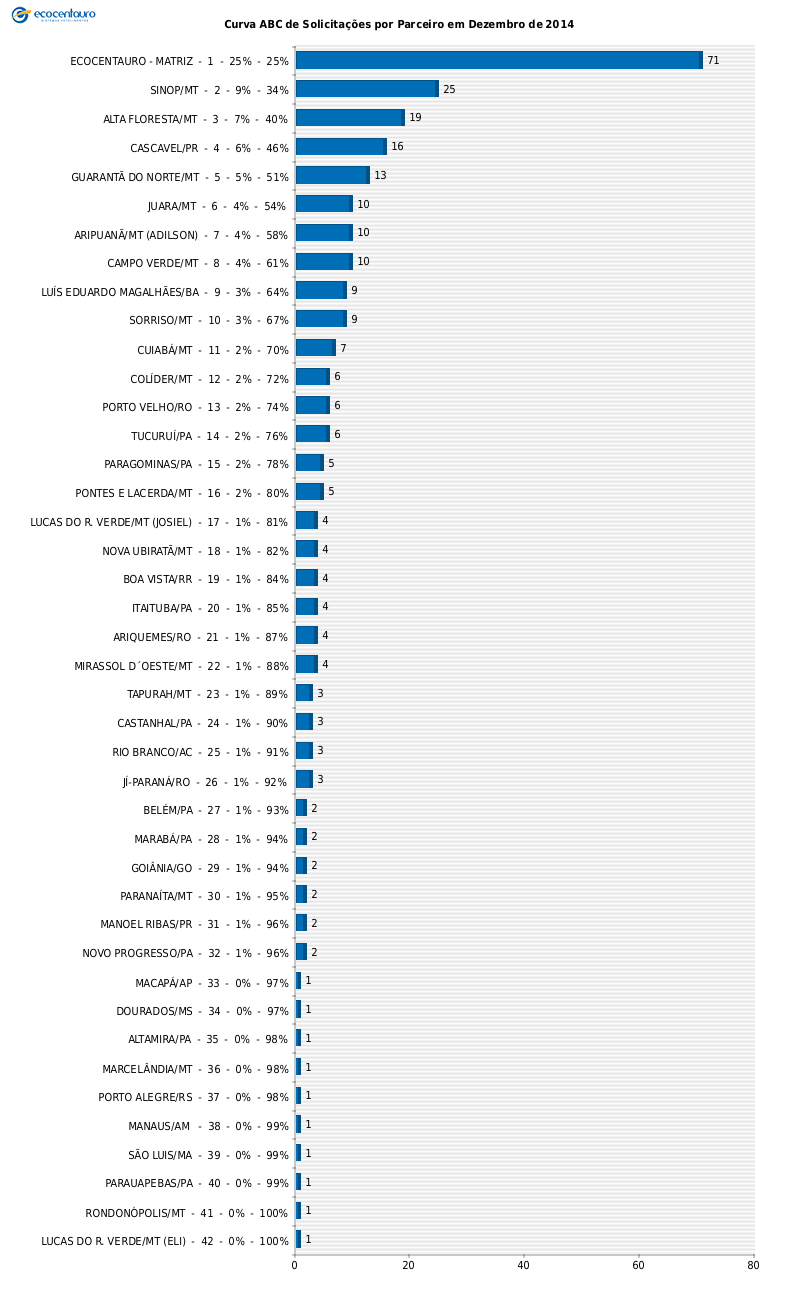 ecocentauro
Curva ABC de Solicitações por Parceiro em Dezembro de 2014
ECOCENTAURO - MATRIZ - 1 - 25% - 25% 71
SINOP/MT - 2 - 9% - 34% 25
ALTA FLORESTA/MT - 3 - 7% - 40% 19
CASCAVEL/PR - 4 - 6% - 46% 16
GUARANTÃ DO NORTE/MT - 5 - 5% - 51% 13
JUARA/MT - 6 - 4% - 54% 10
ARIPUANÃ/MT (ADILSON) - 7 - 4% - 58% 10
CAMPO VERDE/MT - 8 - 4% - 61% 10
LUÍS EDUARDO MAGALHÃES/BA - 9 - 3% - 64% 9
SORRISO/MT - 10 - 3% - 67% 9
CUIABÁ/MT - 11 - 2% - 70% 7
COLÍDER/MT - 12 - 2% - 72% 6
PORTO VELHO/RO - 13 - 2% - 74% 6
TUCURUÍ/PA - 14 - 2% - 76% 6
PARAGOMINAS/PA - 15 - 2% - 78% 5
PONTES E LACERDA/MT - 16 - 2% - 80% 5
LUCAS DO R. VERDE/MT (JOSIEL) - 17 - 1% - 81% 4
NOVA UBIRATÃ/MT - 18 - 1% - 82% 4
BOA VISTA/RR - 19 - 1% - 84% 4
ITAITUBA/PA - 20 - 1% - 85% 4
ARIQUEMES/RO - 21 - 1% - 87% 4
MIRASSOL D´OESTE/MT - 22 - 1% - 88% 4
TAPURAH/MT - 23 - 1% - 89% 3
CASTANHAL/PA - 24 - 1% - 90% 3
RIO BRANCO/AC - 25 - 1% - 91% 3
JÍ-PARANÁ/RO - 26 - 1% - 92% 3
BELÉM/PA - 27 - 1% - 93% 2
MARABÁ/PA - 28 - 1% - 94% 2
GOIÂNIA/GO - 29 - 1% - 94% 2
PARANAÍTA/MT - 30 - 1% - 95% 2
MANOEL RIBAS/PR - 31 - 1% - 96% 2
NOVO PROGRESSO/PA - 32 - 1% - 96% 2
MACAPÁ/AP - 33 - 0% - 97% 1
DOURADOS/MS - 34 - 0% - 97% 1
ALTAMIRA/PA - 35 - 0% - 98% 1
MARCELÂNDIA/MT - 36 - 0% - 98% 1
PORTO ALEGRE/RS - 37 - 0% - 98% 1
MANAUS/AM - 38 - 0% - 99% 1
SÃO LUIS/MA - 39 - 0% - 99% 1
PARAUAPEBAS/PA - 40 - 0% - 99% 1
RONDONÓPOLIS/MT - 41 - 0% - 100% 1
LUCAS DO R. VERDE/MT (ELI) - 42 - 0% - 100% 1
0 20 40 60 80